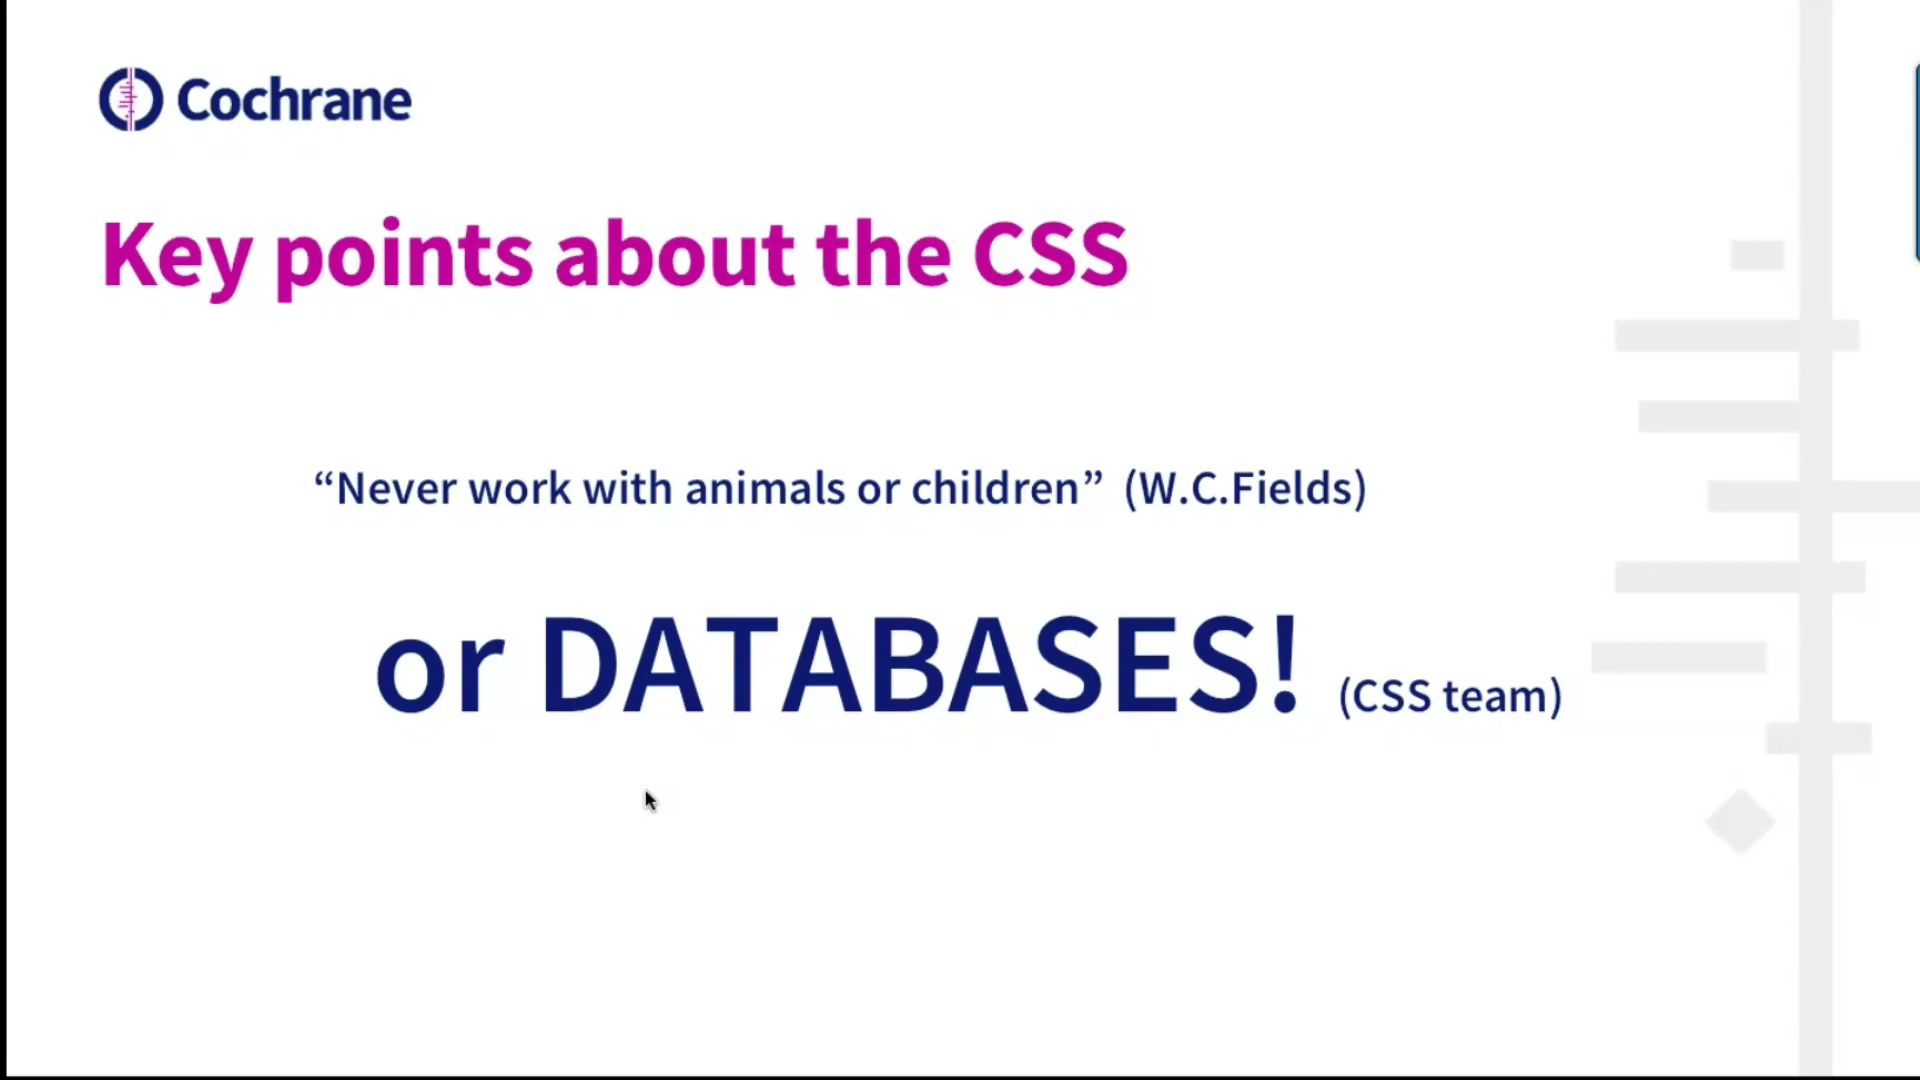 Cochrane
Key points about the CSS
“Never work with animals or children” (W.C.Fields)
or DATABASES! (CSS team)